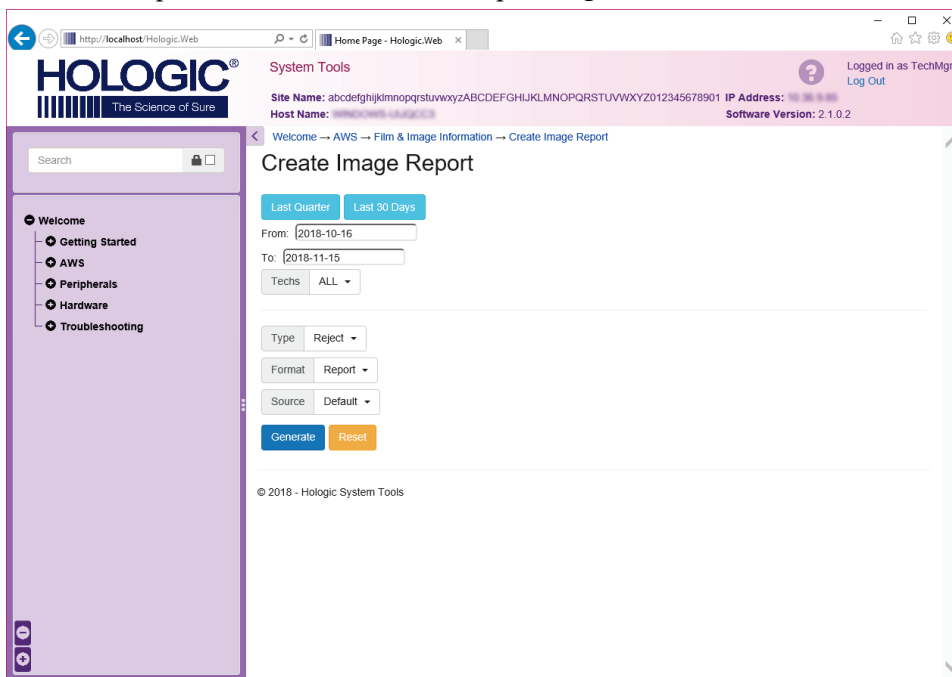 http://localhost/Hologic.Web
Home Page - Hologic.Web
HOLOGIC®
The Science of Sure
System Tools
Logged in as TechMgr
Log Out
Site Name: abcdefghijklmnopqrstuvwxyzABCDEFGHIJKLMNOPQRSTUVWXYZ012345678901 IP Address:
Host Name:
Software Version: 2.1.0.2
Welcome → AWS → Film & Image Information → Create Image Report
Search
Welcome
Getting Started
AWS
Peripherals
Hardware
Troubleshooting
Create Image Report
Last Quarter Last 30 Days
From: 2018-10-16
To: 2018-11-15
Techs ALL
Type Reject
Format Report
Source Default
Generate Reset
© 2018 - Hologic System Tools